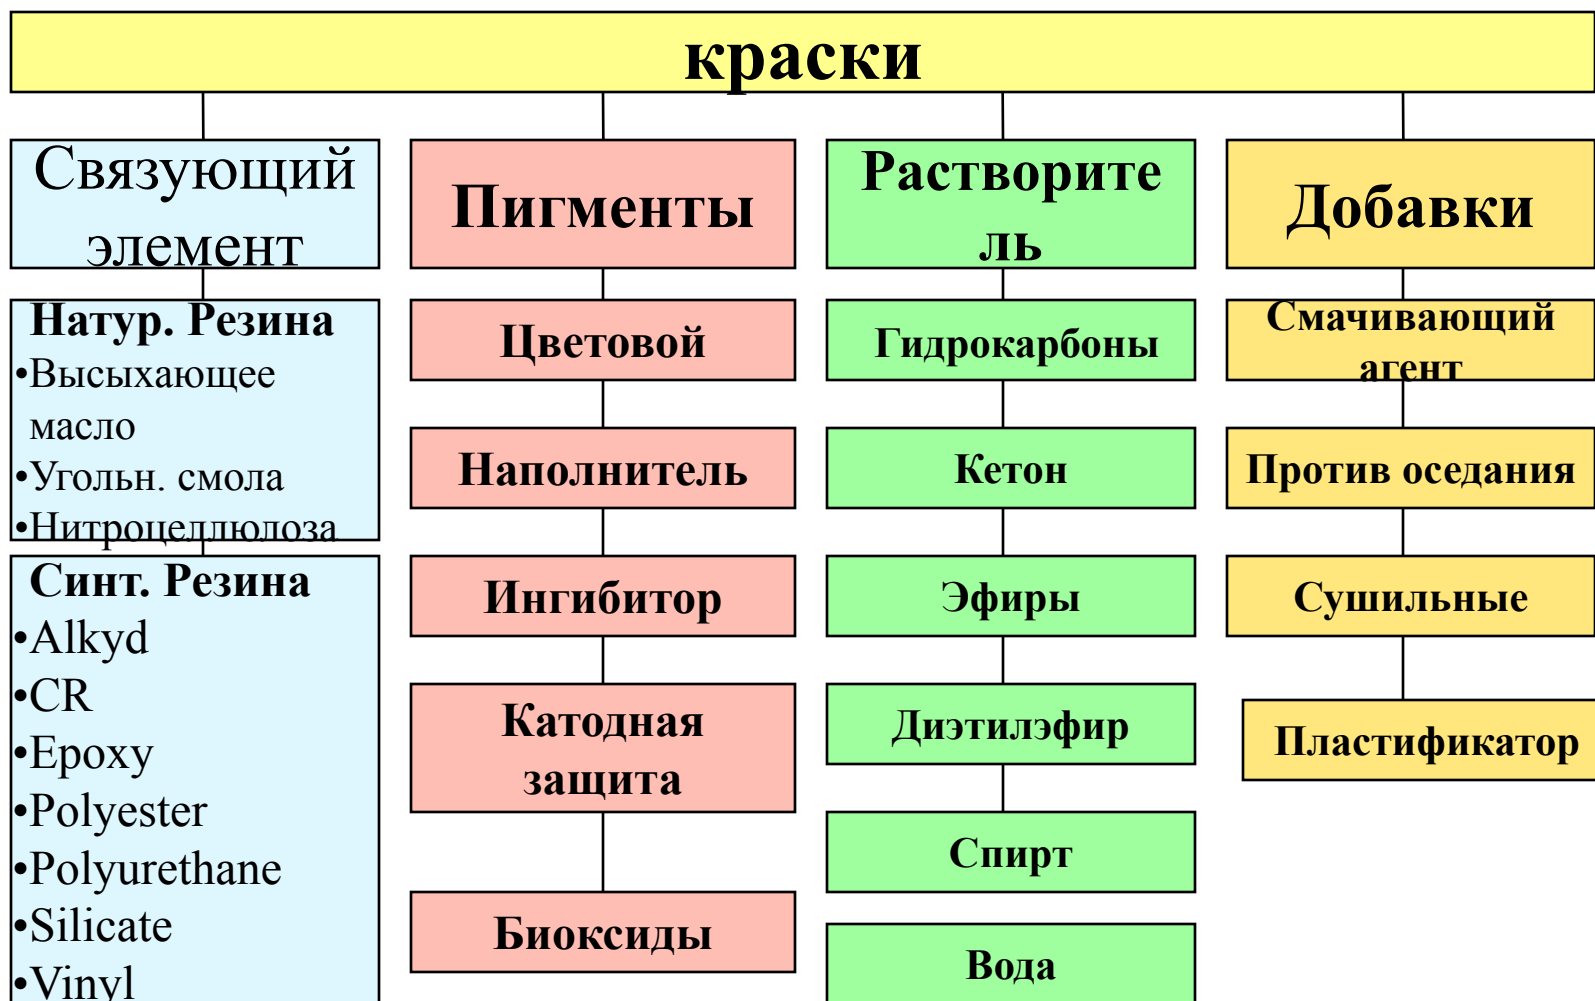 краски
Связующий
элемент
Натур. Резина
•Высыхающее
масло
•Угольн. смола
•Нитроцеллюлоза
Синт. Резина
•Alkyd
•CR
•Epoxy
•Polyester
•Polyurethane
•Silicate
•Vinyl
Пигменты
Цветовой
Наполнитель
Ингибитор
Катодная
защита
Биоксиды
Растворите
ль
Гидрокарбоны
Кетон
Эфиры
Диэтилэфир
Спирт
Вода
Добавки
Смачивающий
агент
Против оседания
Сушильные
Пластификатор